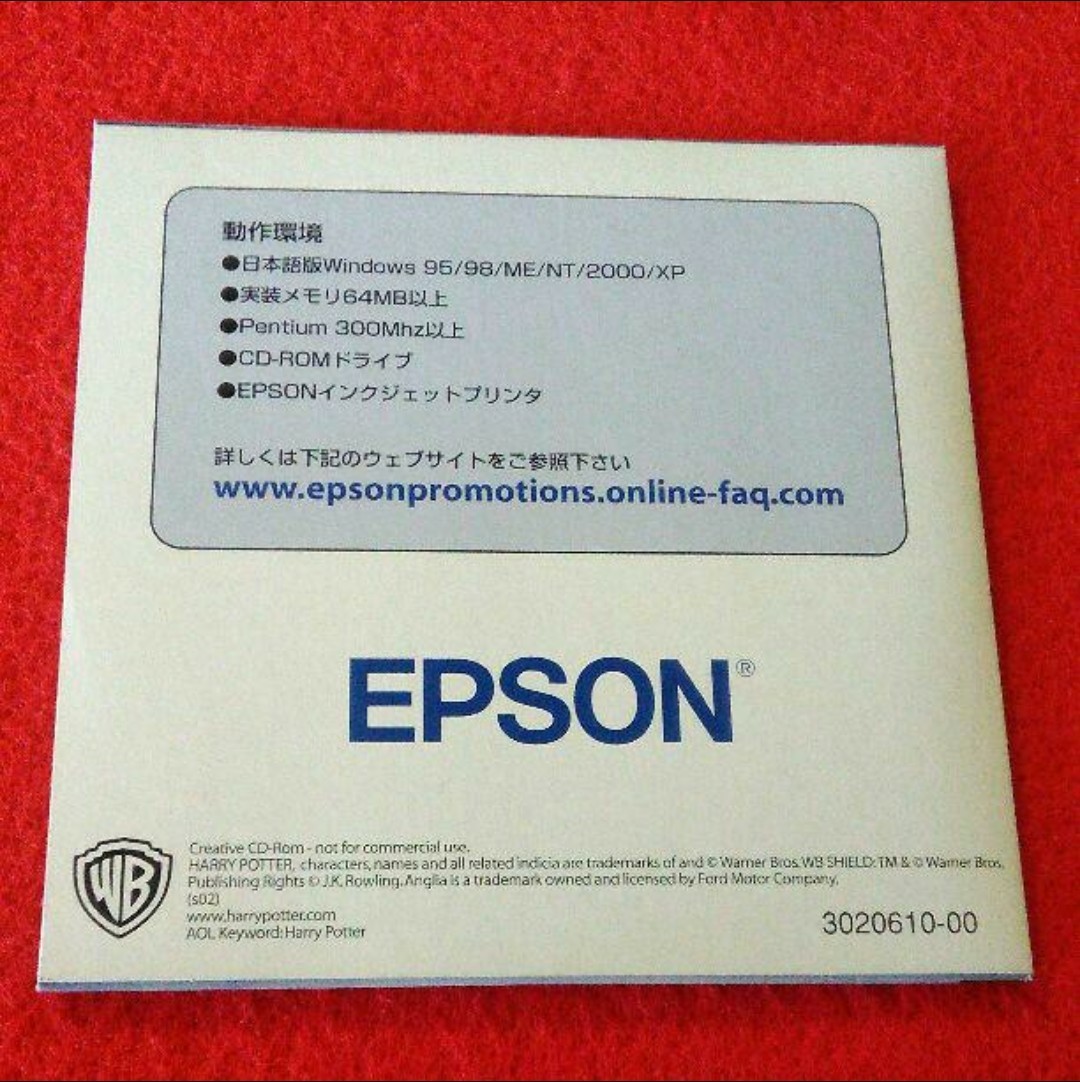 動作環境
●日本語版Windows 95/98/ME/NT/2000/XP
●実装メモリ64MB以上
●Pentium 300Mhz以上
●CD-ROMドライブ
●EPSONインクジェットプリンタ
詳しくは下記のウェブサイトをご参照下さい
www.epsonpromotions.online-faq.com
EPSON®
WB
Creative CD-Rom - not for commercial use.
HARRY POTTER, characters, names and all related indicia are trademarks of and © Warner Bros. WB SHIELD: TM & © Warner Bros.
Publishing Rights © J.K. Rowling. Anglia is a trademark owned and licensed by Ford Motor Company.
(s02)
www.harrypotter.com
AOL Keyword: Harry Potter
3020610-00